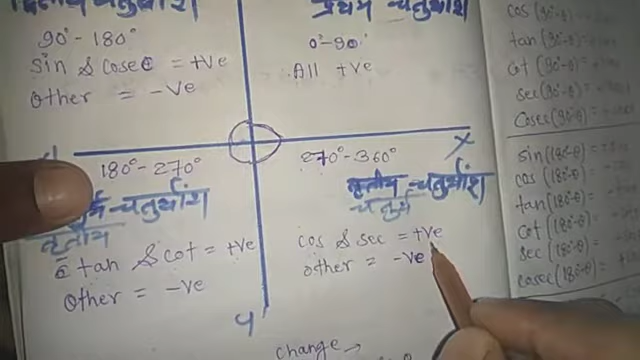 द्वितीय चतुर्थांश
90° - 180°
Sin & Cosec = +ve
Other = -ve
प्रथम चतुर्थांश
0° - 90°
All +ve
X
180° - 270°
चतुर्थांश
तृतीय
tan & Cot = +ve
Other = -ve
270° - 360°
तृतीय चतुर्थांश
चतुर्थ
Cos & Sec = +ve
Other = -ve
y'
Change →
Cos (90°-θ) =
tan (90°-θ) =
Cot (90°-θ) =
Sec (90°-θ) =
Cosec (90°-θ) =
Sin (180°-θ) =
Cos (180°-θ) =
tan (180°-θ) =
Cot (180°-θ) =
Sec (180°-θ) =
Cosec (180°-θ) =